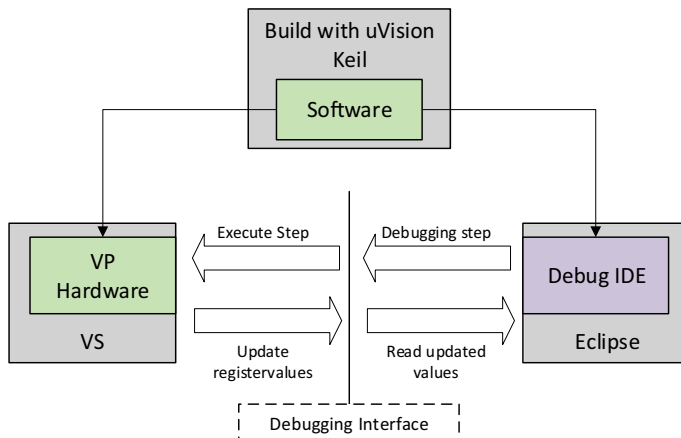 Build with uVision
Keil
Software
Execute Step
Debugging step
VP
Hardware
Debug IDE
VS
Eclipse
Update
registervalues
Read updated
values
Debugging Interface